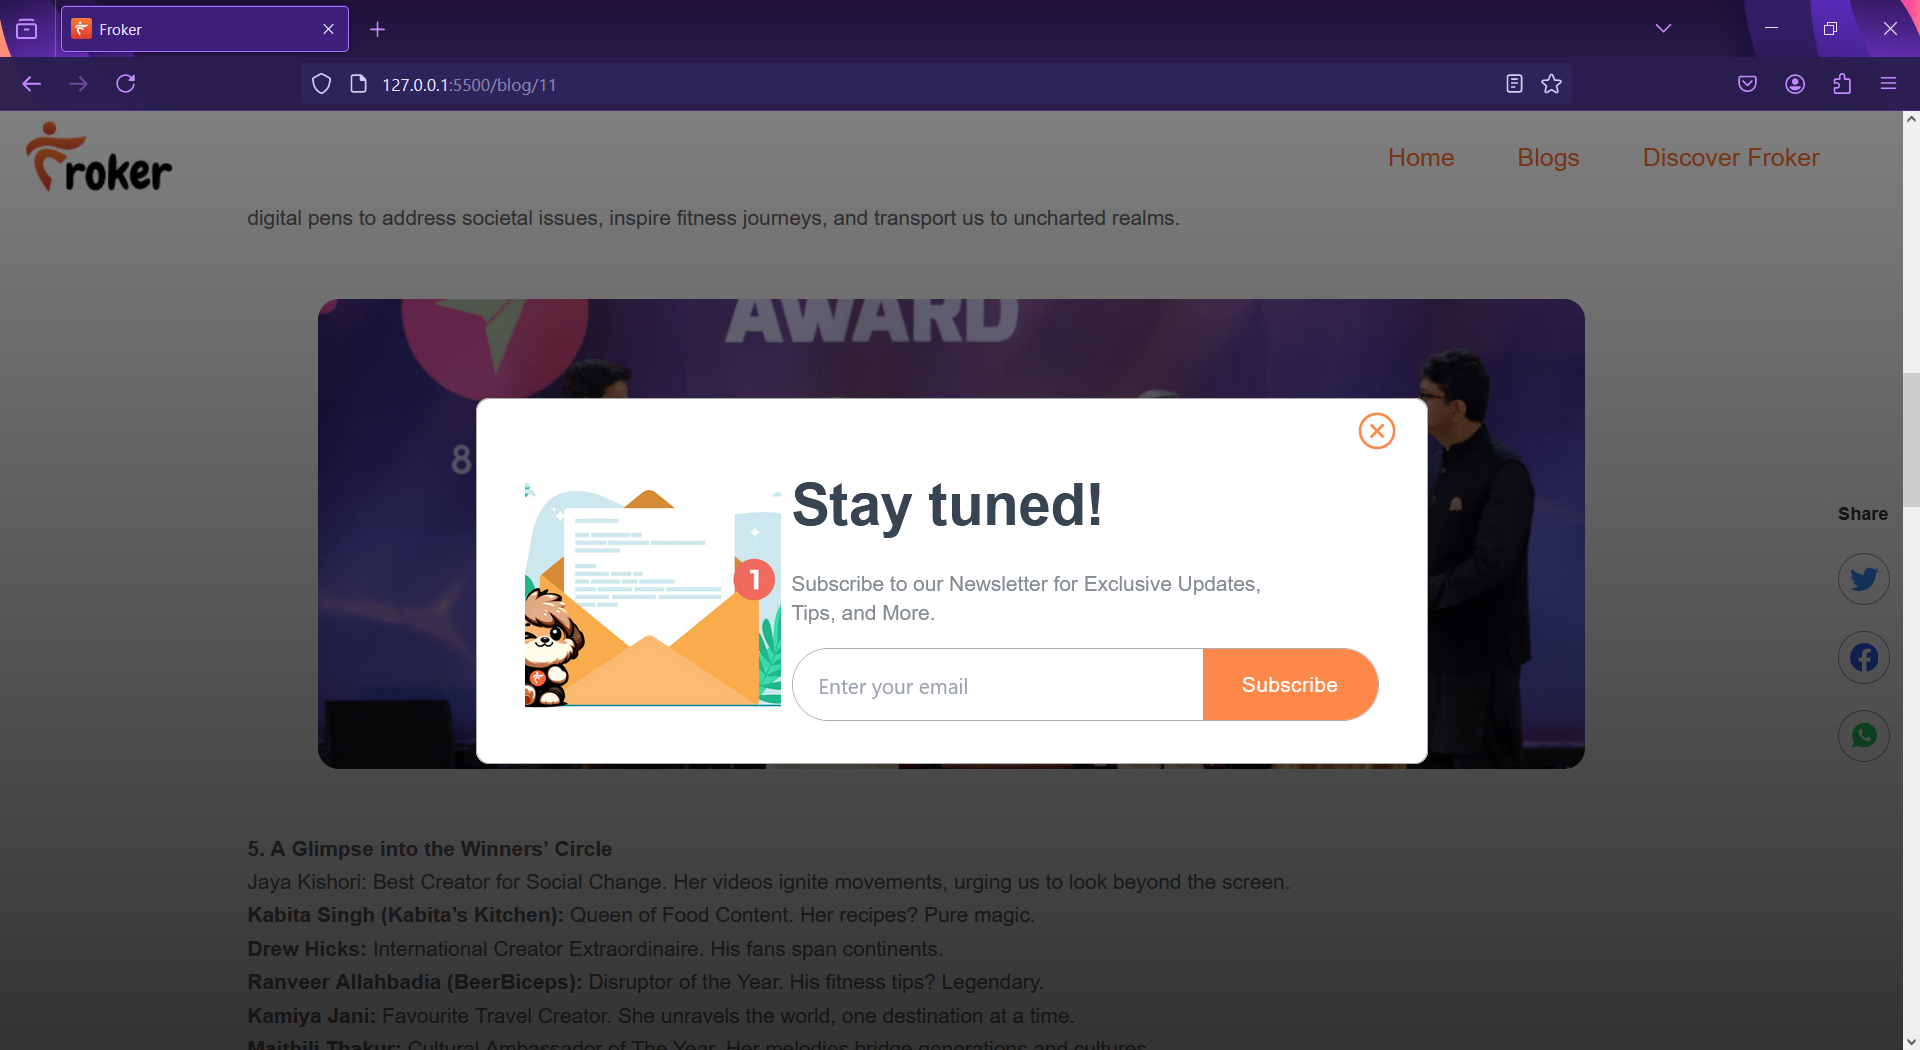 Froker
127.0.0.1:5500/blog/11
Froker
Home Blogs Discover Froker
digital pens to address societal issues, inspire fitness journeys, and transport us to uncharted realms.
AWARD
8
Stay tuned!
1
Subscribe to our Newsletter for Exclusive Updates,
Tips, and More.
Enter your email Subscribe
Share
5. A Glimpse into the Winners’ Circle
Jaya Kishori: Best Creator for Social Change. Her videos ignite movements, urging us to look beyond the screen.
Kabita Singh (Kabita’s Kitchen): Queen of Food Content. Her recipes? Pure magic.
Drew Hicks: International Creator Extraordinaire. His fans span continents.
Ranveer Allahbadia (BeerBiceps): Disruptor of the Year. His fitness tips? Legendary.
Kamiya Jani: Favourite Travel Creator. She unravels the world, one destination at a time.
Maithili Thakur: Cultural Ambassador of The Year. Her melodies bridge generations and cultures.